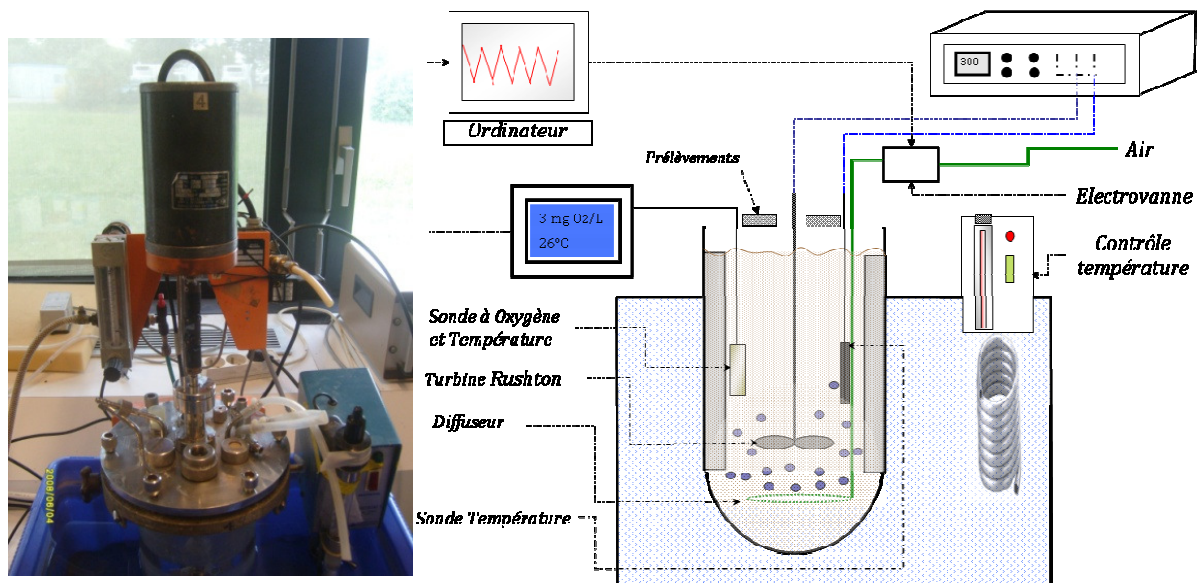 4
2008/06/04
Ordinateur
300
Prélèvements
Air
Electrovanne
3 mg O2/L
26°C
Contrôle
température
Sonde à Oxygène
et Température
Turbine Rushton
Diffuseur
Sonde Température